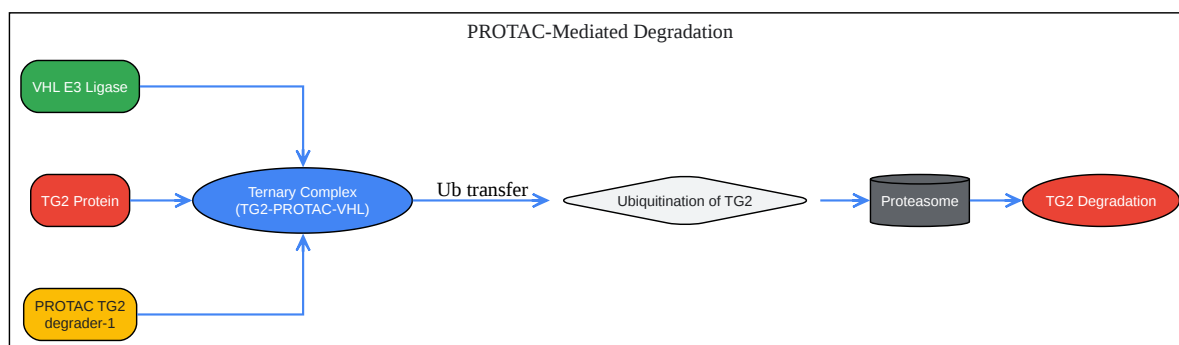 PROTAC-Mediated Degradation
VHL E3 Ligase
TG2 Protein
PROTAC TG2
degrader-1
Ternary Complex
(TG2-PROTAC-VHL)
Ub transfer
Ubiquitination of TG2
Proteasome
TG2 Degradation